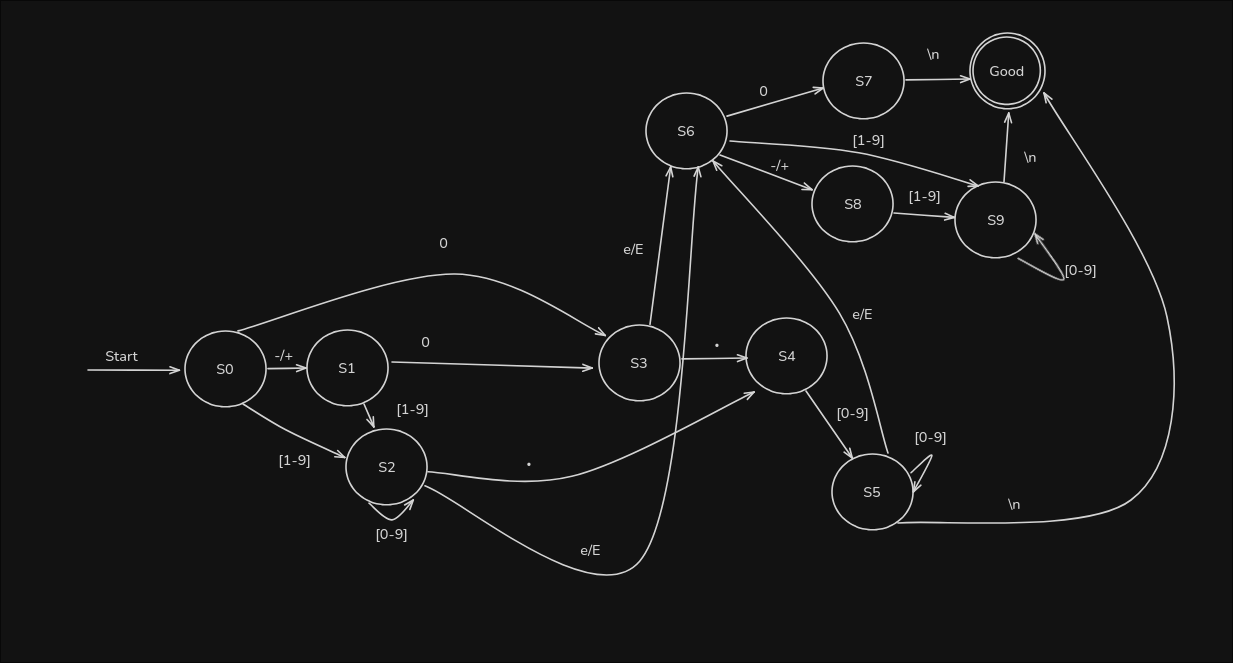 \n
Good
S7
0
S6
[1-9]
\n
-/+
S8
[1-9]
S9
0
e/E
[0-9]
e/E
Start
S0
-/+
S1
0
S3
.
S4
[1-9]
[0-9]
[1-9]
S2
.
[0-9]
S5
\n
[0-9]
e/E